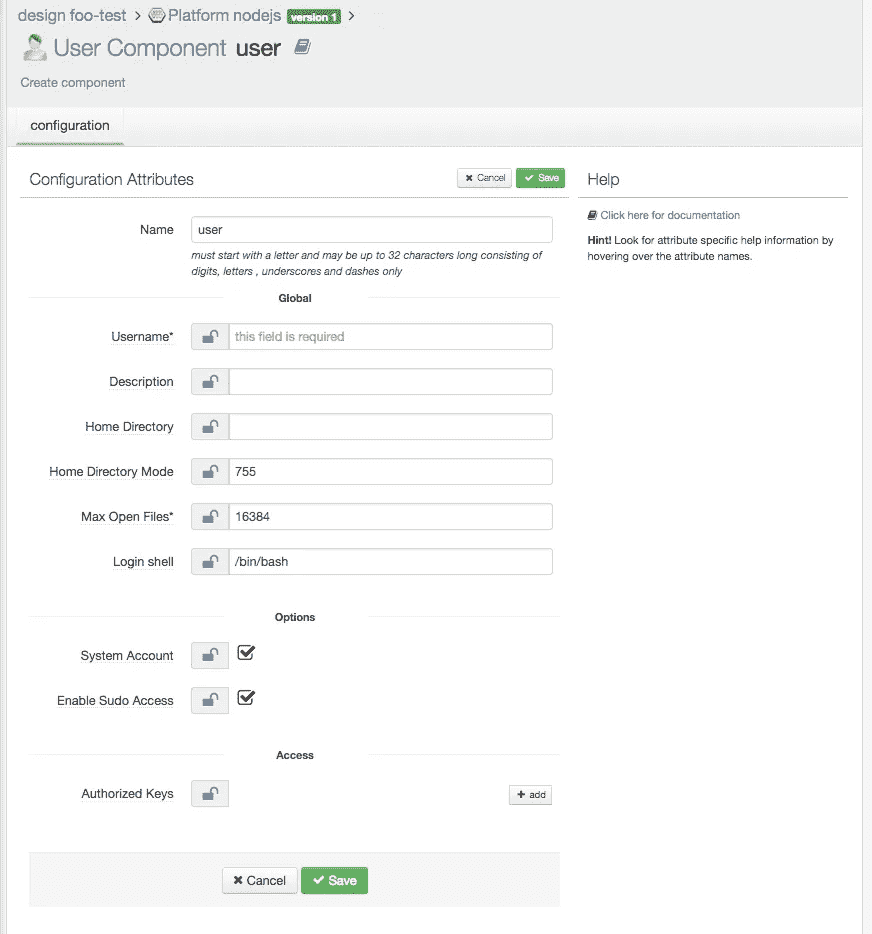 design foo-test > Platform nodejs version 1 >
User Component user
Create component
configuration
Configuration Attributes
Cancel
Save
Help
Name
user
must start with a letter and may be up to 32 characters long consisting of
digits, letters , underscores and dashes only
Click here for documentation
Hint! Look for attribute specific help information by
hovering over the attribute names.
Global
Username*
this field is required
Description
Home Directory
Home Directory Mode
755
Max Open Files*
16384
Login shell
/bin/bash
Options
System Account
Enable Sudo Access
Access
Authorized Keys
+ add
Cancel
Save